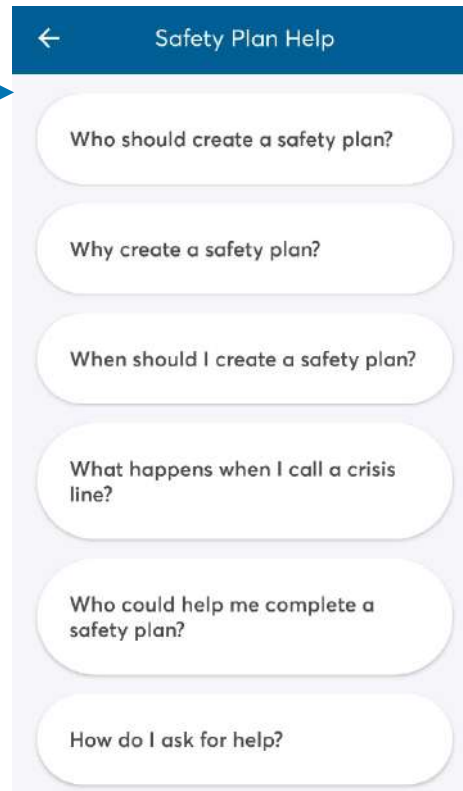 Safety Plan Help
Who should create a safety plan?
Why create a safety plan?
When should I create a safety plan?
What happens when I call a crisis
line?
Who could help me complete a
safety plan?
How do I ask for help?